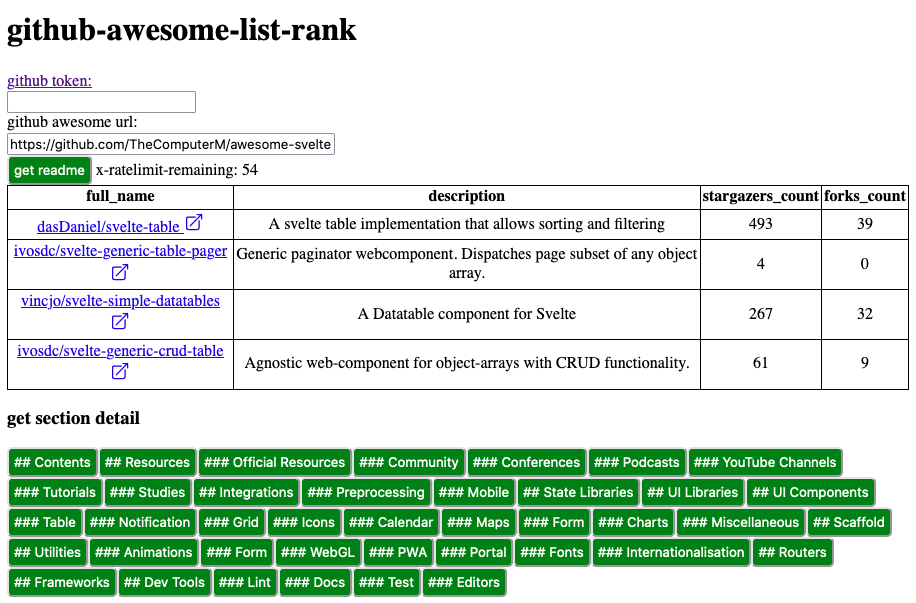 github-awesome-list-rank
github token:
github awesome url:
https://github.com/TheComputerM/awesome-svelte
get readme x-ratelimit-remaining: 54
full_name description stargazers_count forks_count
dasDaniel/svelte-table A svelte table implementation that allows sorting and filtering 493 39
ivosdc/svelte-generic-table-pager Generic paginator webcomponent. Dispatches page subset of any object
array. 4 0
vincjo/svelte-simple-datatables A Datatable component for Svelte 267 32
ivosdc/svelte-generic-crud-table Agnostic web-component for object-arrays with CRUD functionality. 61 9
get section detail
## Contents ## Resources ### Official Resources ### Community ### Conferences ### Podcasts ### YouTube Channels
### Tutorials ### Studies ## Integrations ### Preprocessing ### Mobile ## State Libraries ## UI Libraries ## UI Components
### Table ### Notification ### Grid ### Icons ### Calendar ### Maps ### Form ### Charts ### Miscellaneous ## Scaffold
## Utilities ### Animations ### Form ### WebGL ### PWA ### Portal ### Fonts ### Internationalisation ## Routers
## Frameworks ## Dev Tools ### Lint ### Docs ### Test ### Editors